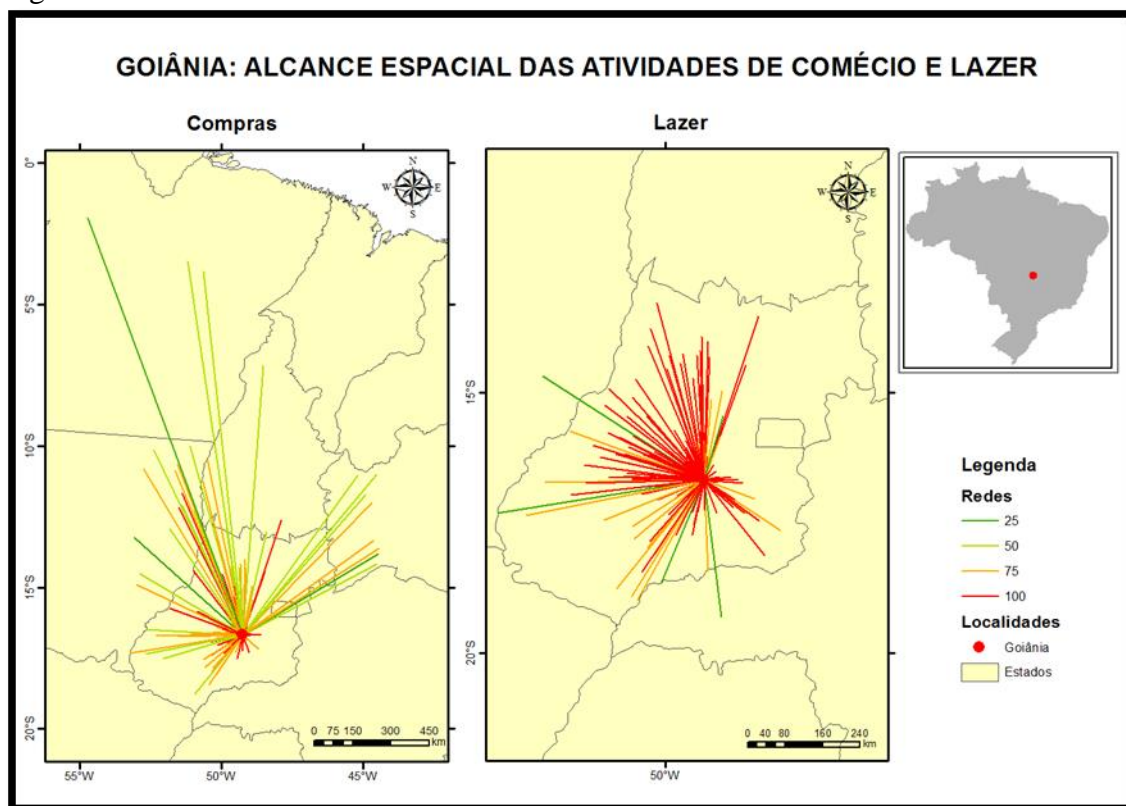 GOIÂNIA: ALCANCE ESPACIAL DAS ATIVIDADES DE COMÉCIO E LAZER
Compras
Lazer
N
W E
S
N
W E
S
0°
5°S
10°S
15°S
20°S
15°S
20°S
55°W 50°W 45°W
50°W
0 75 150 300 450
km
0 40 80 160 240
km
Legenda
Redes
25
50
75
100
Localidades
Goiânia
Estados